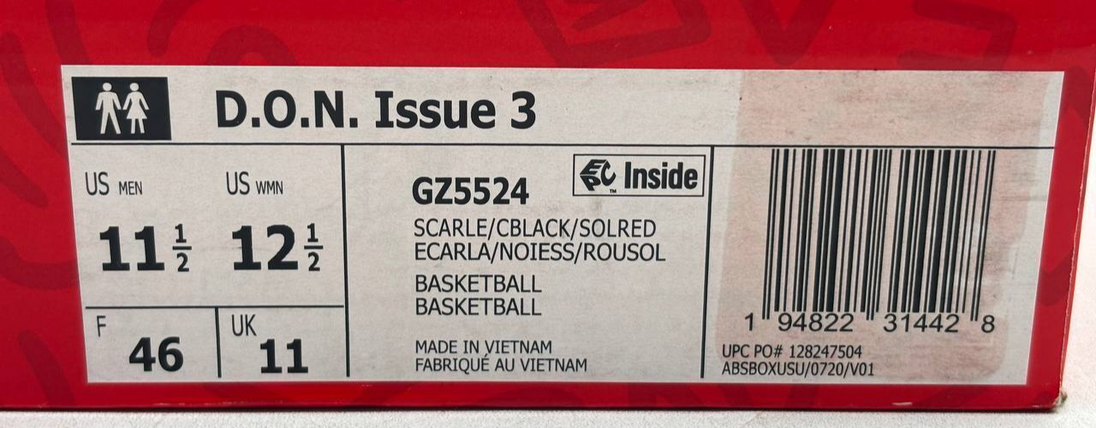 D.O.N. Issue 3
US MEN US WMN
11 1/2 12 1/2
F 46 UK 11
GZ5524 EPC Inside
™
SCARLE/CBLACK/SOLRED
ECARLA/NOIESS/ROUSOL
BASKETBALL
BASKETBALL
MADE IN VIETNAM
FABRIQUÉ AU VIETNAM
1 94822 31442 8
UPC PO# 128247504
ABSBOXUSU/0720/V01